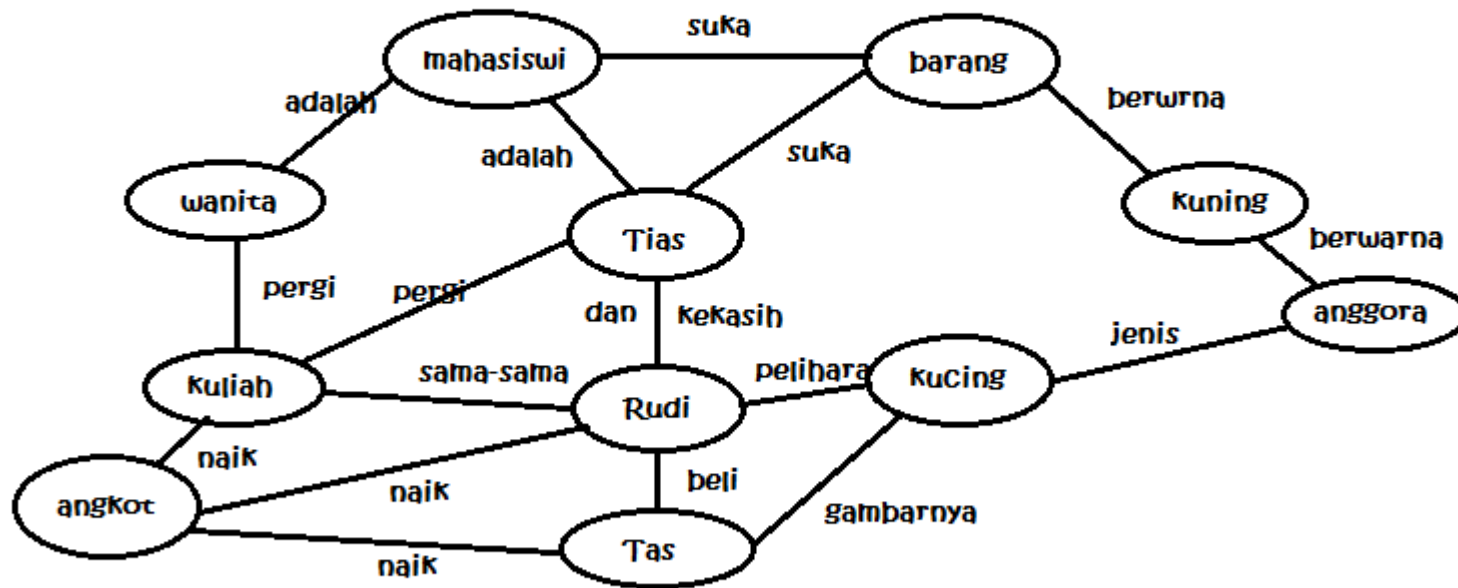 suka
mahasiswi
barang
adalah
berwrna
adalah
suka
wanita
kuning
Tias
berwarna
pergi
pergi
dan
kekasih
anggora
jenis
sama-sama
pelihara
kucing
kuliah
Rudi
naik
naik
beli
angkot
gambarnya
Tas
naik